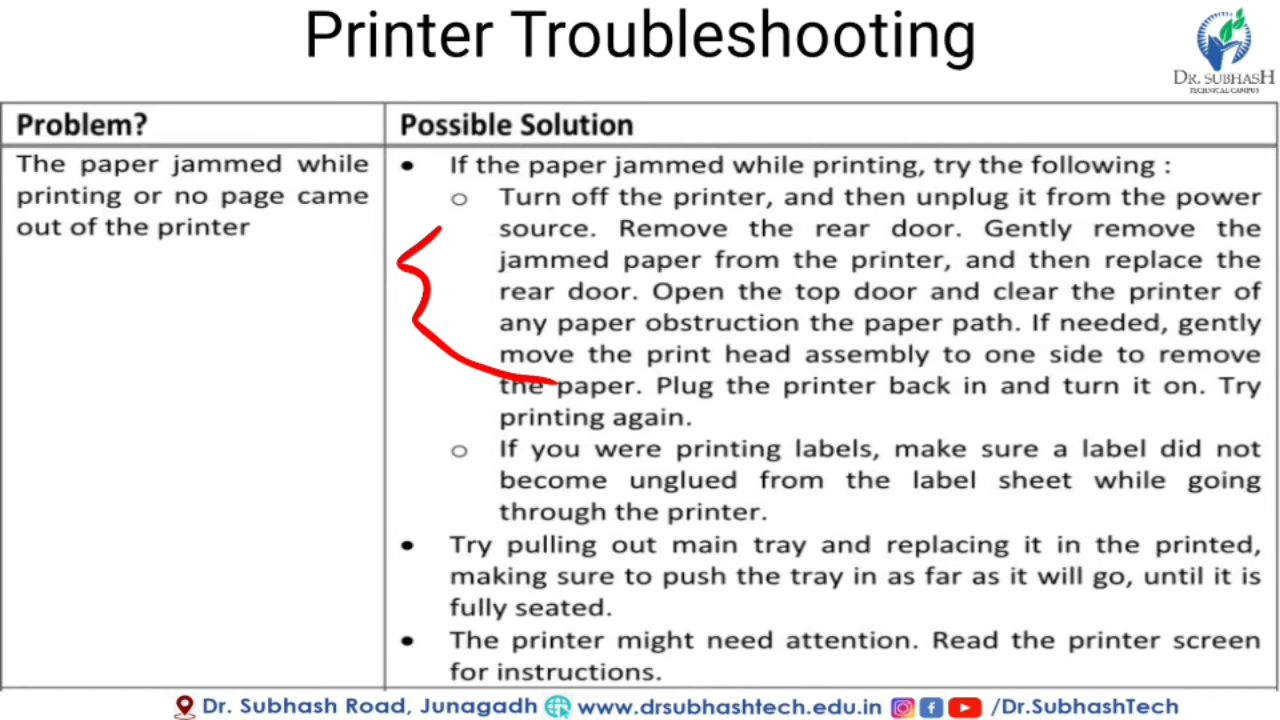 Printer Troubleshooting
DR. SUBHASH
TECHNICAL CAMPUS
Problem?
Possible Solution
The paper jammed while
printing or no page came
out of the printer
• If the paper jammed while printing, try the following :
o Turn off the printer, and then unplug it from the power
source. Remove the rear door. Gently remove the
jammed paper from the printer, and then replace the
rear door. Open the top door and clear the printer of
any paper obstruction the paper path. If needed, gently
move the print head assembly to one side to remove
the paper. Plug the printer back in and turn it on. Try
printing again.
o If you were printing labels, make sure a label did not
become unglued from the label sheet while going
through the printer.
• Try pulling out main tray and replacing it in the printed,
making sure to push the tray in as far as it will go, until it is
fully seated.
• The printer might need attention. Read the printer screen
for instructions.
Dr. Subhash Road, Junagadh www.drsubhashtech.edu.in /Dr.SubhashTech